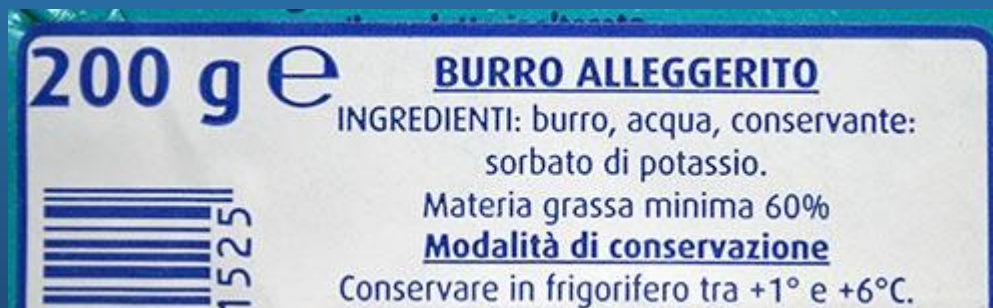 200 g e
BURRO ALLEGGERITO
INGREDIENTI: burro, acqua, conservante:
sorbato di potassio.
Materia grassa minima 60%
Modalità di conservazione
Conservare in frigorifero tra +1° e +6°C.
1525